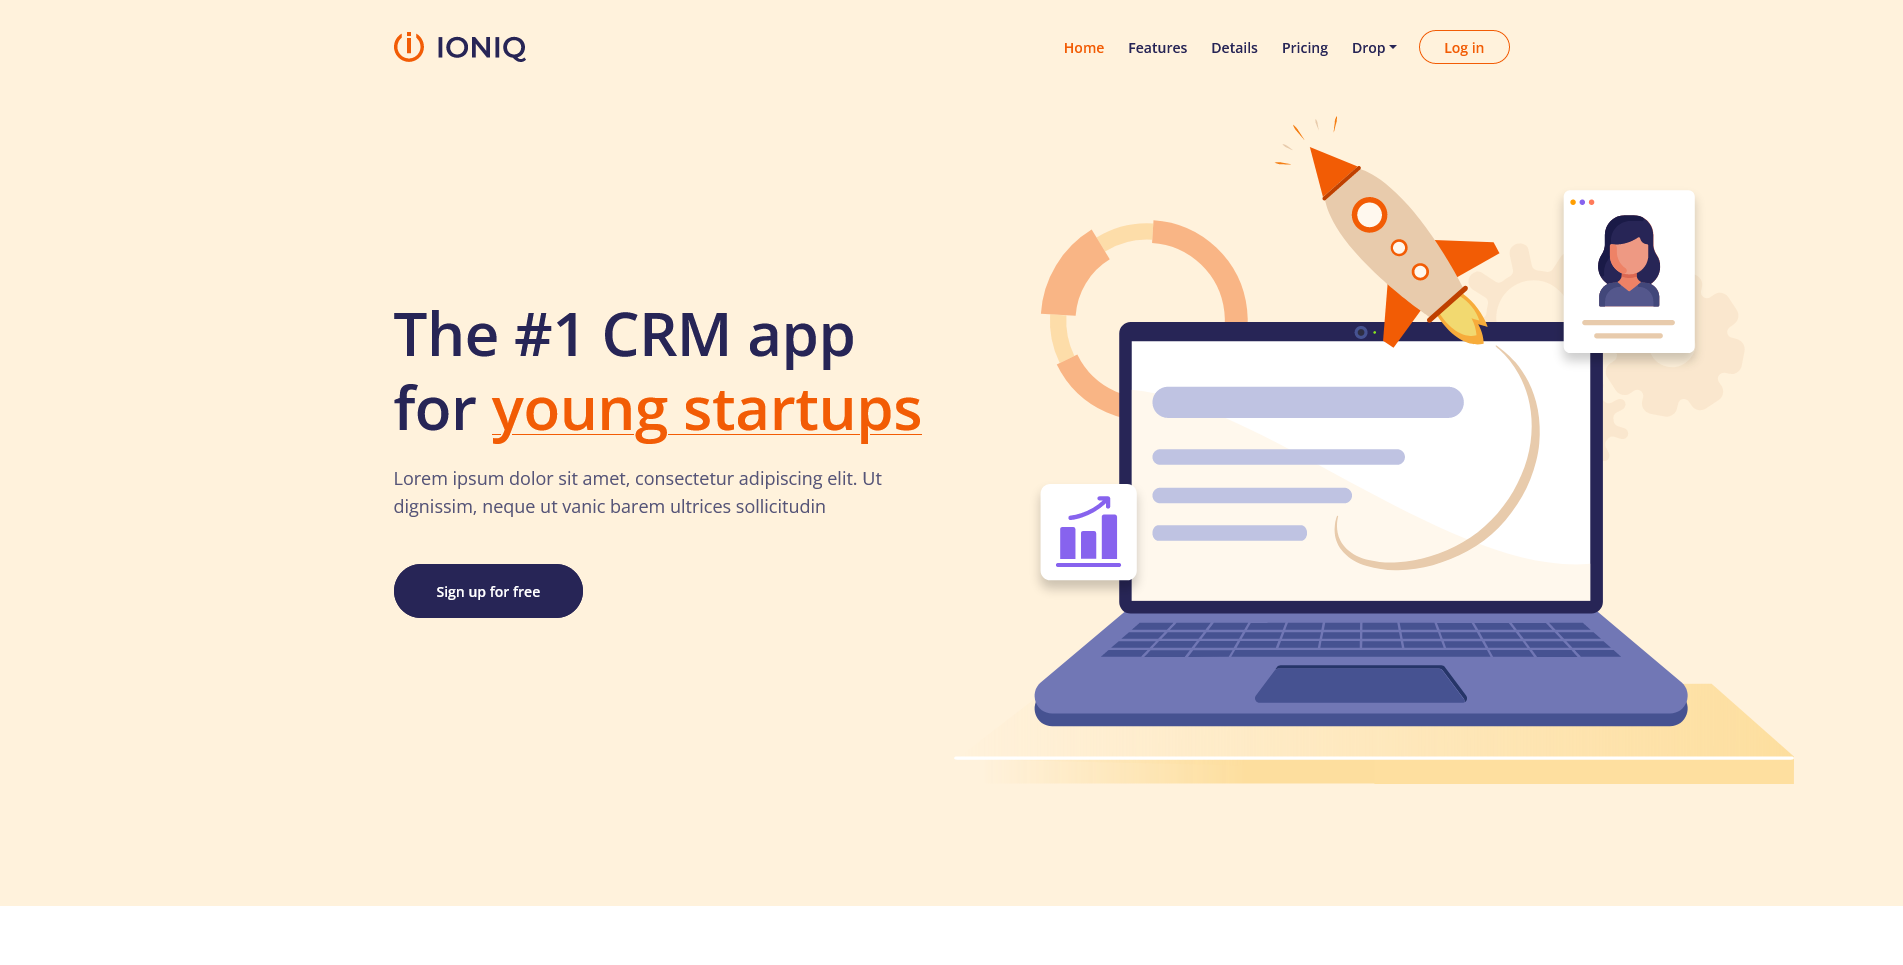 IONIQ
Home Features Details Pricing Drop Log in
The #1 CRM app
for young startups
Lorem ipsum dolor sit amet, consectetur adipiscing elit. Ut
dignissim, neque ut vanic barem ultrices sollicitudin
Sign up for free